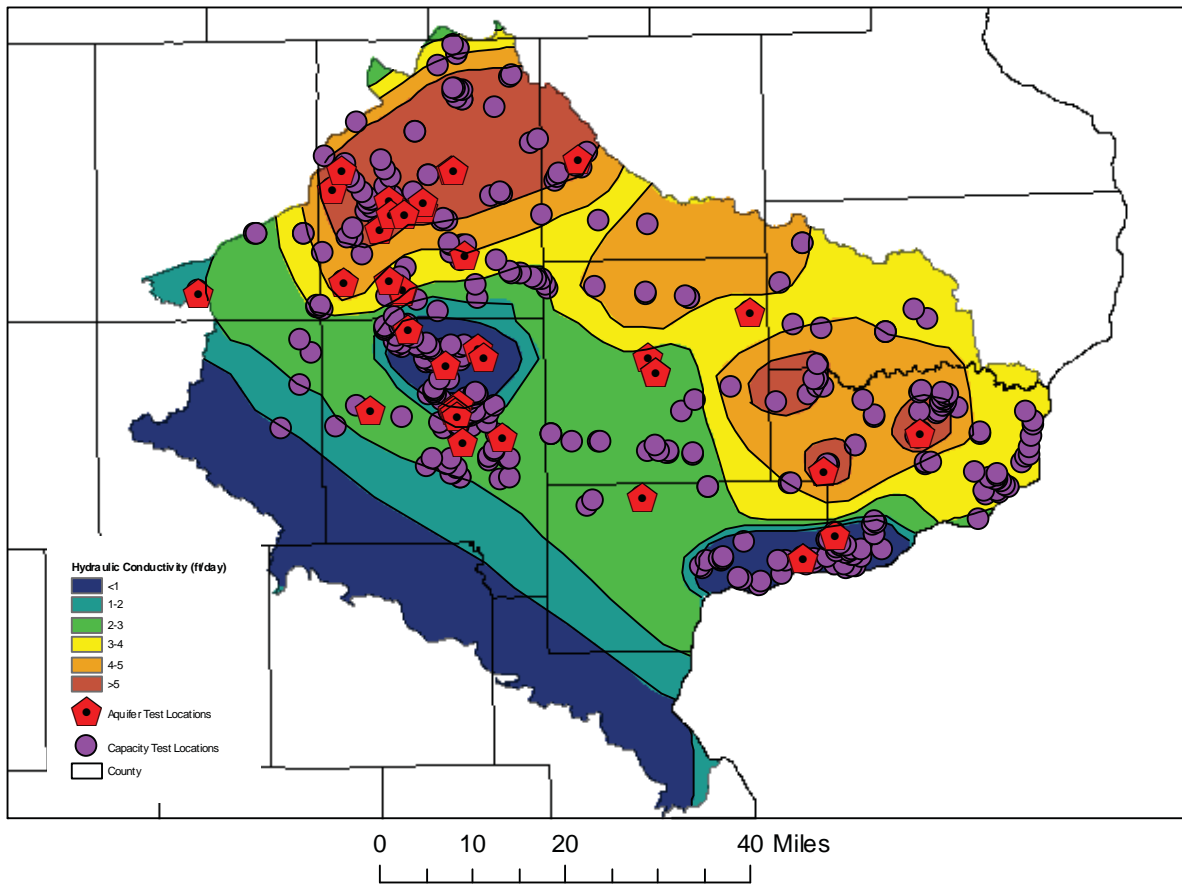 Hydraulic Conductivity (ft/day)
<1
1-2
2-3
3-4
4-5
>5
Aquifer Test Locations
Capacity Test Locations
County
0 10 20 40 Miles